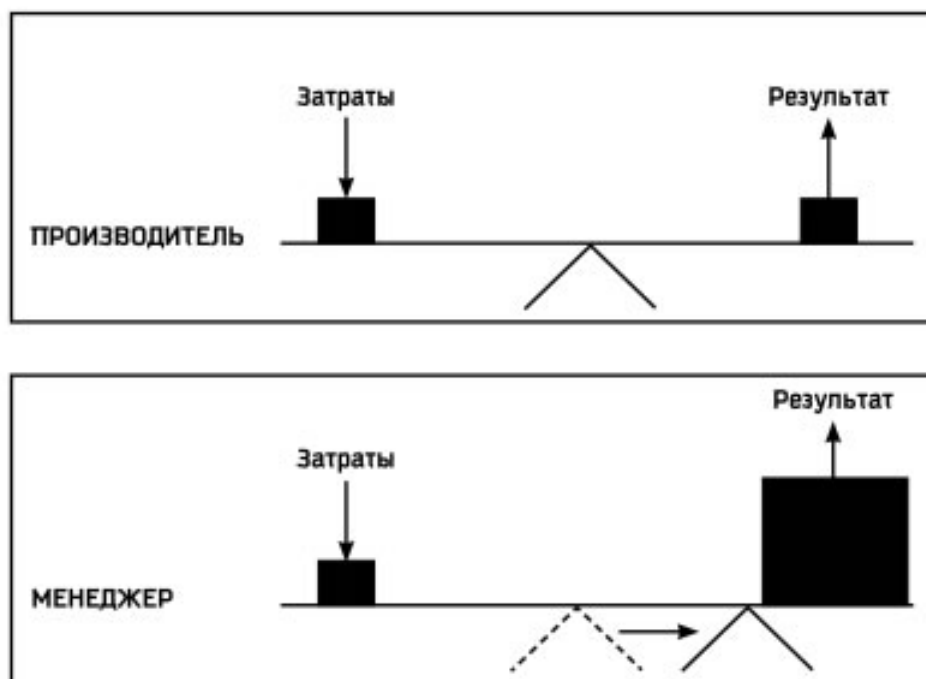 Затраты
Результат
ПРОИЗВОДИТЕЛЬ
Результат
Затраты
МЕНЕДЖЕР